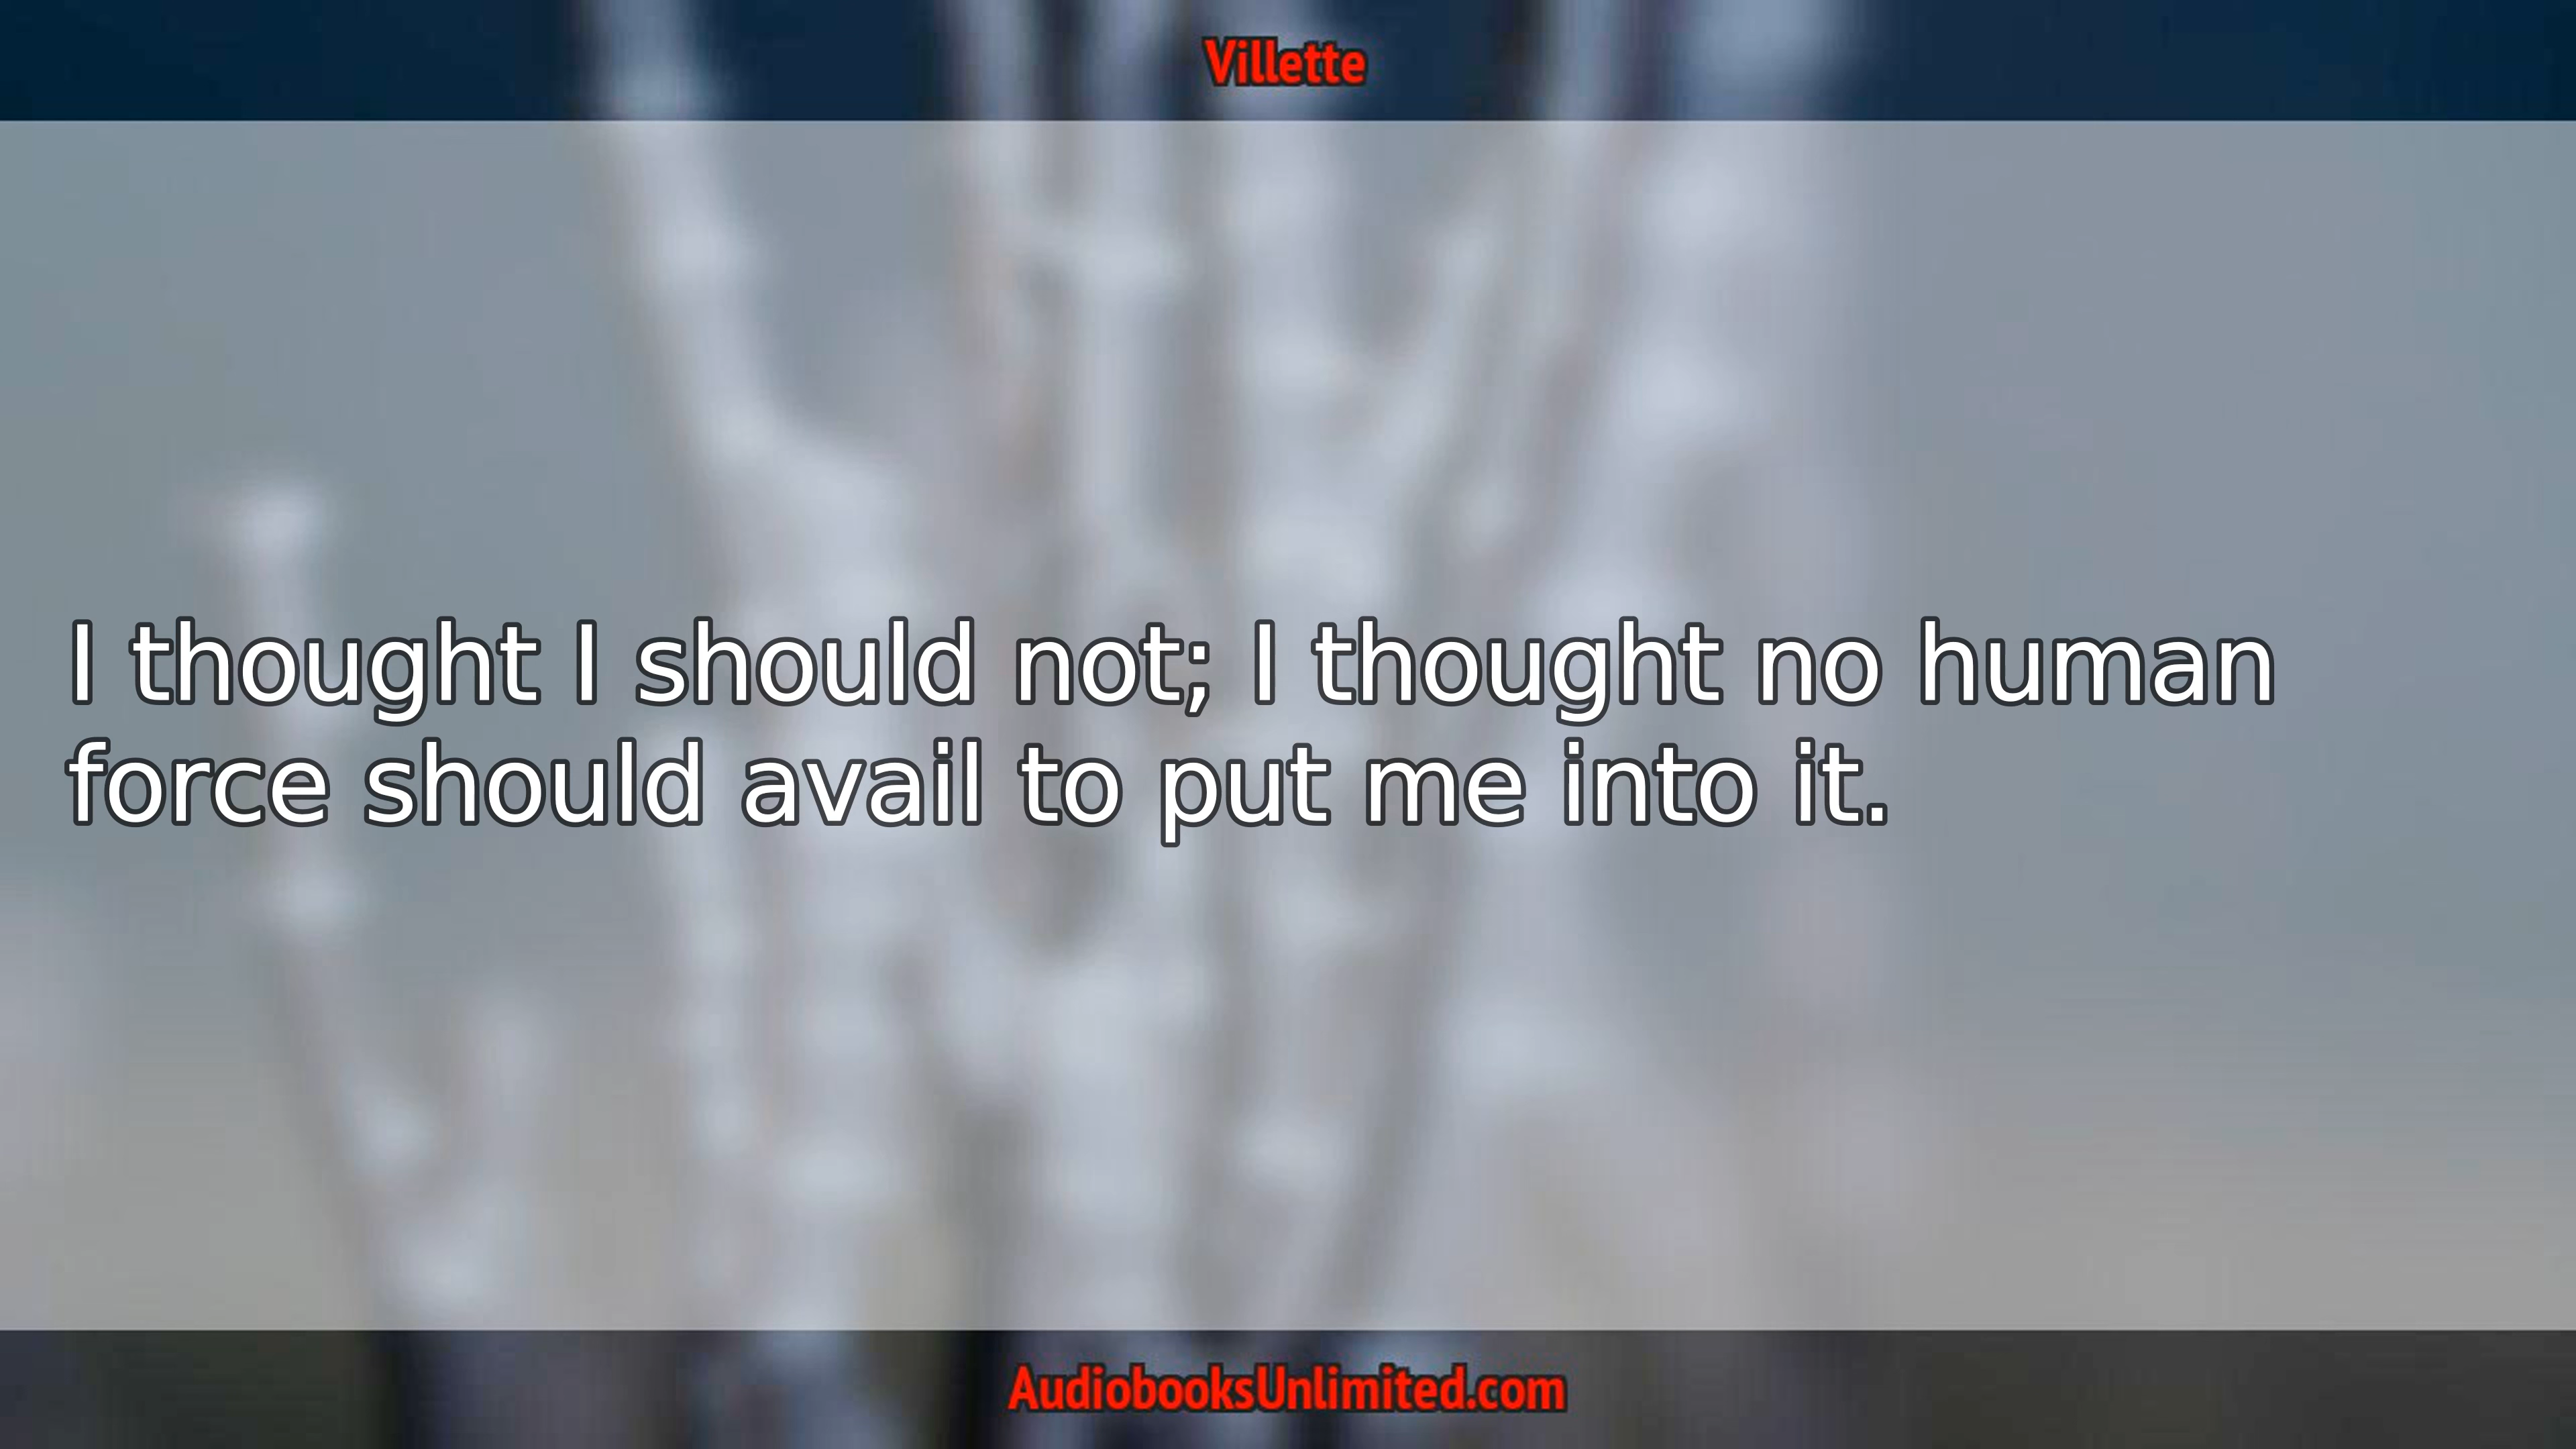 Villette
I thought I should not; I thought no human
force should avail to put me into it.
AudiobooksUnlimited.com